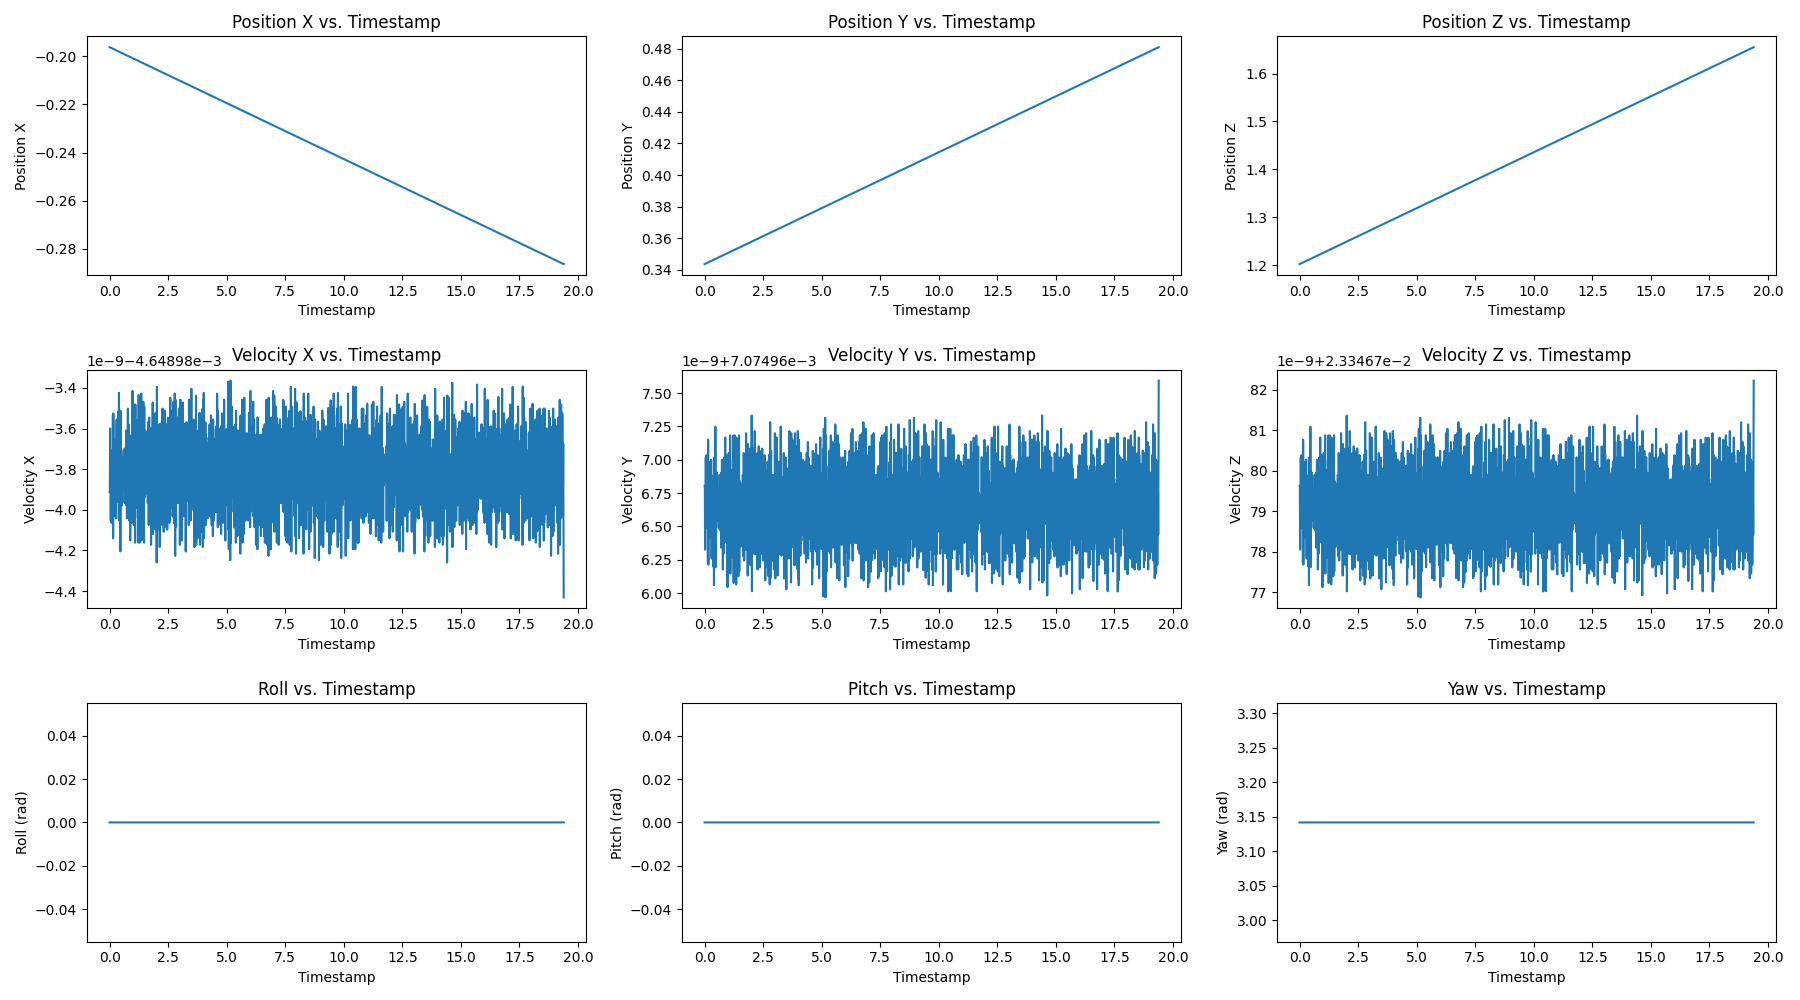 Position X vs. Timestamp
Position X
−0.20
−0.22
−0.24
−0.26
−0.28
0.0 2.5 5.0 7.5 10.0 12.5 15.0 17.5 20.0
Timestamp
Position Y vs. Timestamp
Position Y
0.48
0.46
0.44
0.42
0.40
0.38
0.36
0.34
0.0 2.5 5.0 7.5 10.0 12.5 15.0 17.5 20.0
Timestamp
Position Z vs. Timestamp
Position Z
1.6
1.5
1.4
1.3
1.2
0.0 2.5 5.0 7.5 10.0 12.5 15.0 17.5 20.0
Timestamp
Velocity X vs. Timestamp
1e−9−4.64898e−3
Velocity X
−3.4
−3.6
−3.8
−4.0
−4.2
−4.4
0.0 2.5 5.0 7.5 10.0 12.5 15.0 17.5 20.0
Timestamp
Velocity Y vs. Timestamp
1e−9+7.07496e−3
Velocity Y
7.50
7.25
7.00
6.75
6.50
6.25
6.00
0.0 2.5 5.0 7.5 10.0 12.5 15.0 17.5 20.0
Timestamp
Velocity Z vs. Timestamp
1e−9+2.33467e−2
Velocity Z
82
81
80
79
78
77
0.0 2.5 5.0 7.5 10.0 12.5 15.0 17.5 20.0
Timestamp
Roll vs. Timestamp
Roll (rad)
0.04
0.02
0.00
−0.02
−0.04
0.0 2.5 5.0 7.5 10.0 12.5 15.0 17.5 20.0
Timestamp
Pitch vs. Timestamp
Pitch (rad)
0.04
0.02
0.00
−0.02
−0.04
0.0 2.5 5.0 7.5 10.0 12.5 15.0 17.5 20.0
Timestamp
Yaw vs. Timestamp
Yaw (rad)
3.30
3.25
3.20
3.15
3.10
3.05
3.00
0.0 2.5 5.0 7.5 10.0 12.5 15.0 17.5 20.0
Timestamp